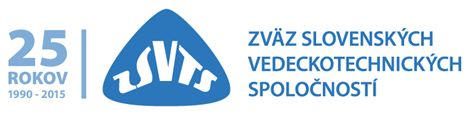 25
ROKOV
1990 - 2015
ZSVTS
ZVÄZ SLOVENSKÝCH
VEDECKOTECHNICKÝCH
SPOLOČNOSTÍ